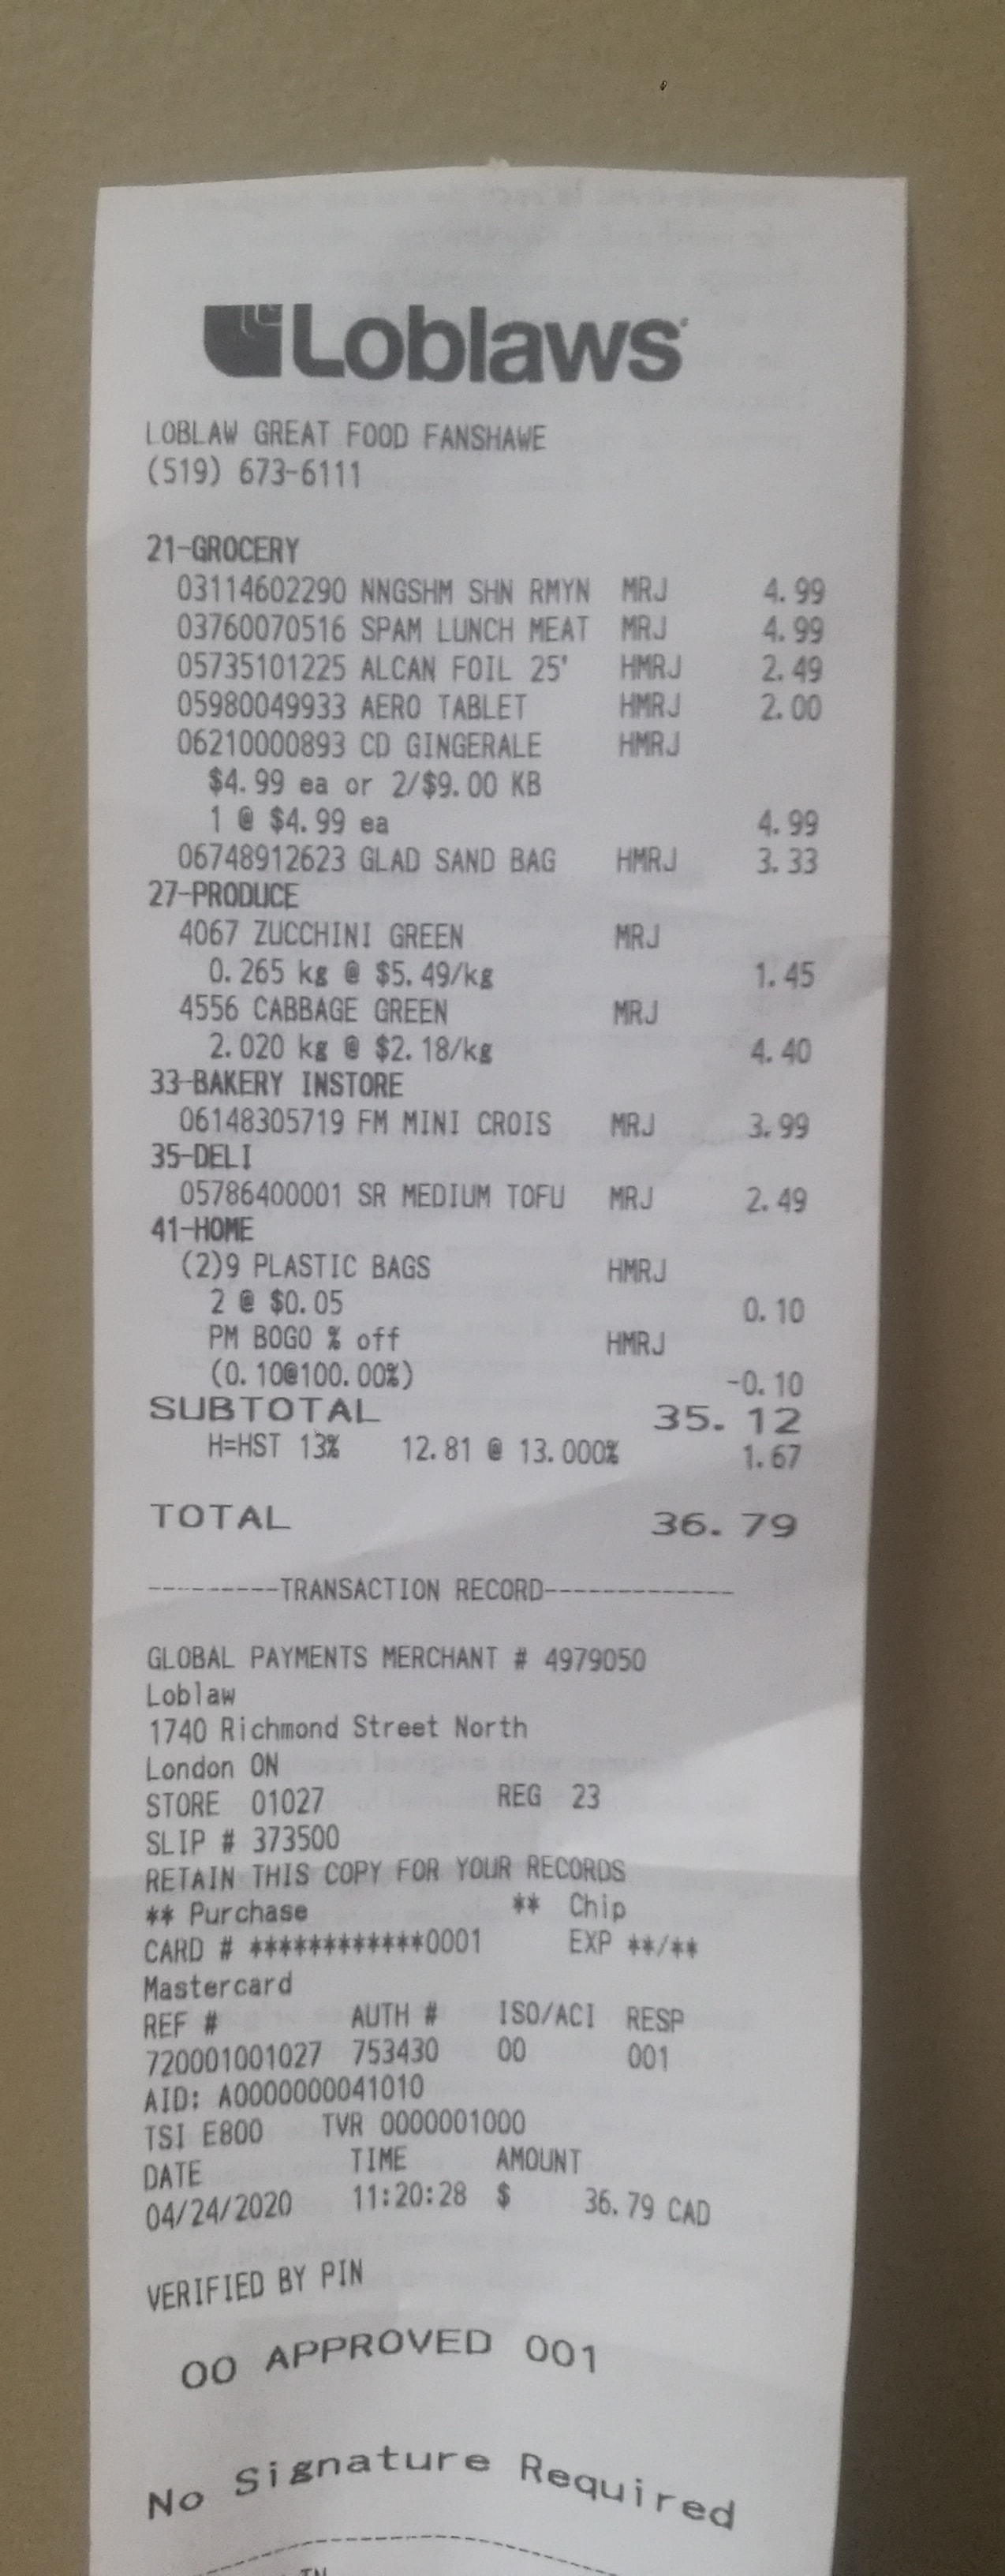 Loblaws
LOBLAW GREAT FOOD FANSHAWE
(519) 673-6111
21-GROCERY
03114602290 NNGSHM SHN RMYN MRJ 4.99
03760070516 SPAM LUNCH MEAT MRJ 4.99
05735101225 ALCAN FOIL 25' HMRJ 2.49
05980049933 AERO TABLET HMRJ 2.00
06210000893 CD GINGERALE HMRJ
$4.99 ea or 2/$9.00 KB
1 @ $4.99 ea 4.99
06748912623 GLAD SAND BAG HMRJ 3.33
27-PRODUCE
4067 ZUCCHINI GREEN MRJ
0.265 kg @ $5.49/kg 1.45
4556 CABBAGE GREEN MRJ
2.020 kg @ $2.18/kg 4.40
33-BAKERY INSTORE
06148305719 FM MINI CROIS MRJ 3.99
35-DELI
05786400001 SR MEDIUM TOFU MRJ 2.49
41-HOME
(2)9 PLASTIC BAGS HMRJ
2 @ $0.05 0.10
PM BOGO % off HMRJ
(0.10@100.00%) -0.10
SUBTOTAL 35.12
H=HST 13% 12.81 @ 13.000% 1.67
TOTAL 36.79
---------TRANSACTION RECORD-------------
GLOBAL PAYMENTS MERCHANT # 4979050
Loblaw
1740 Richmond Street North
London ON
STORE 01027 REG 23
SLIP # 373500
RETAIN THIS COPY FOR YOUR RECORDS
** Purchase ** Chip
CARD # ************0001 EXP **/**
Mastercard
REF # AUTH # ISO/ACI RESP
720001001027 753430 00 001
AID: A0000000041010
TSI E800 TVR 0000001000
DATE TIME AMOUNT
04/24/2020 11:20:28 $ 36.79 CAD
VERIFIED BY PIN
00 APPROVED 001
No Signature Required